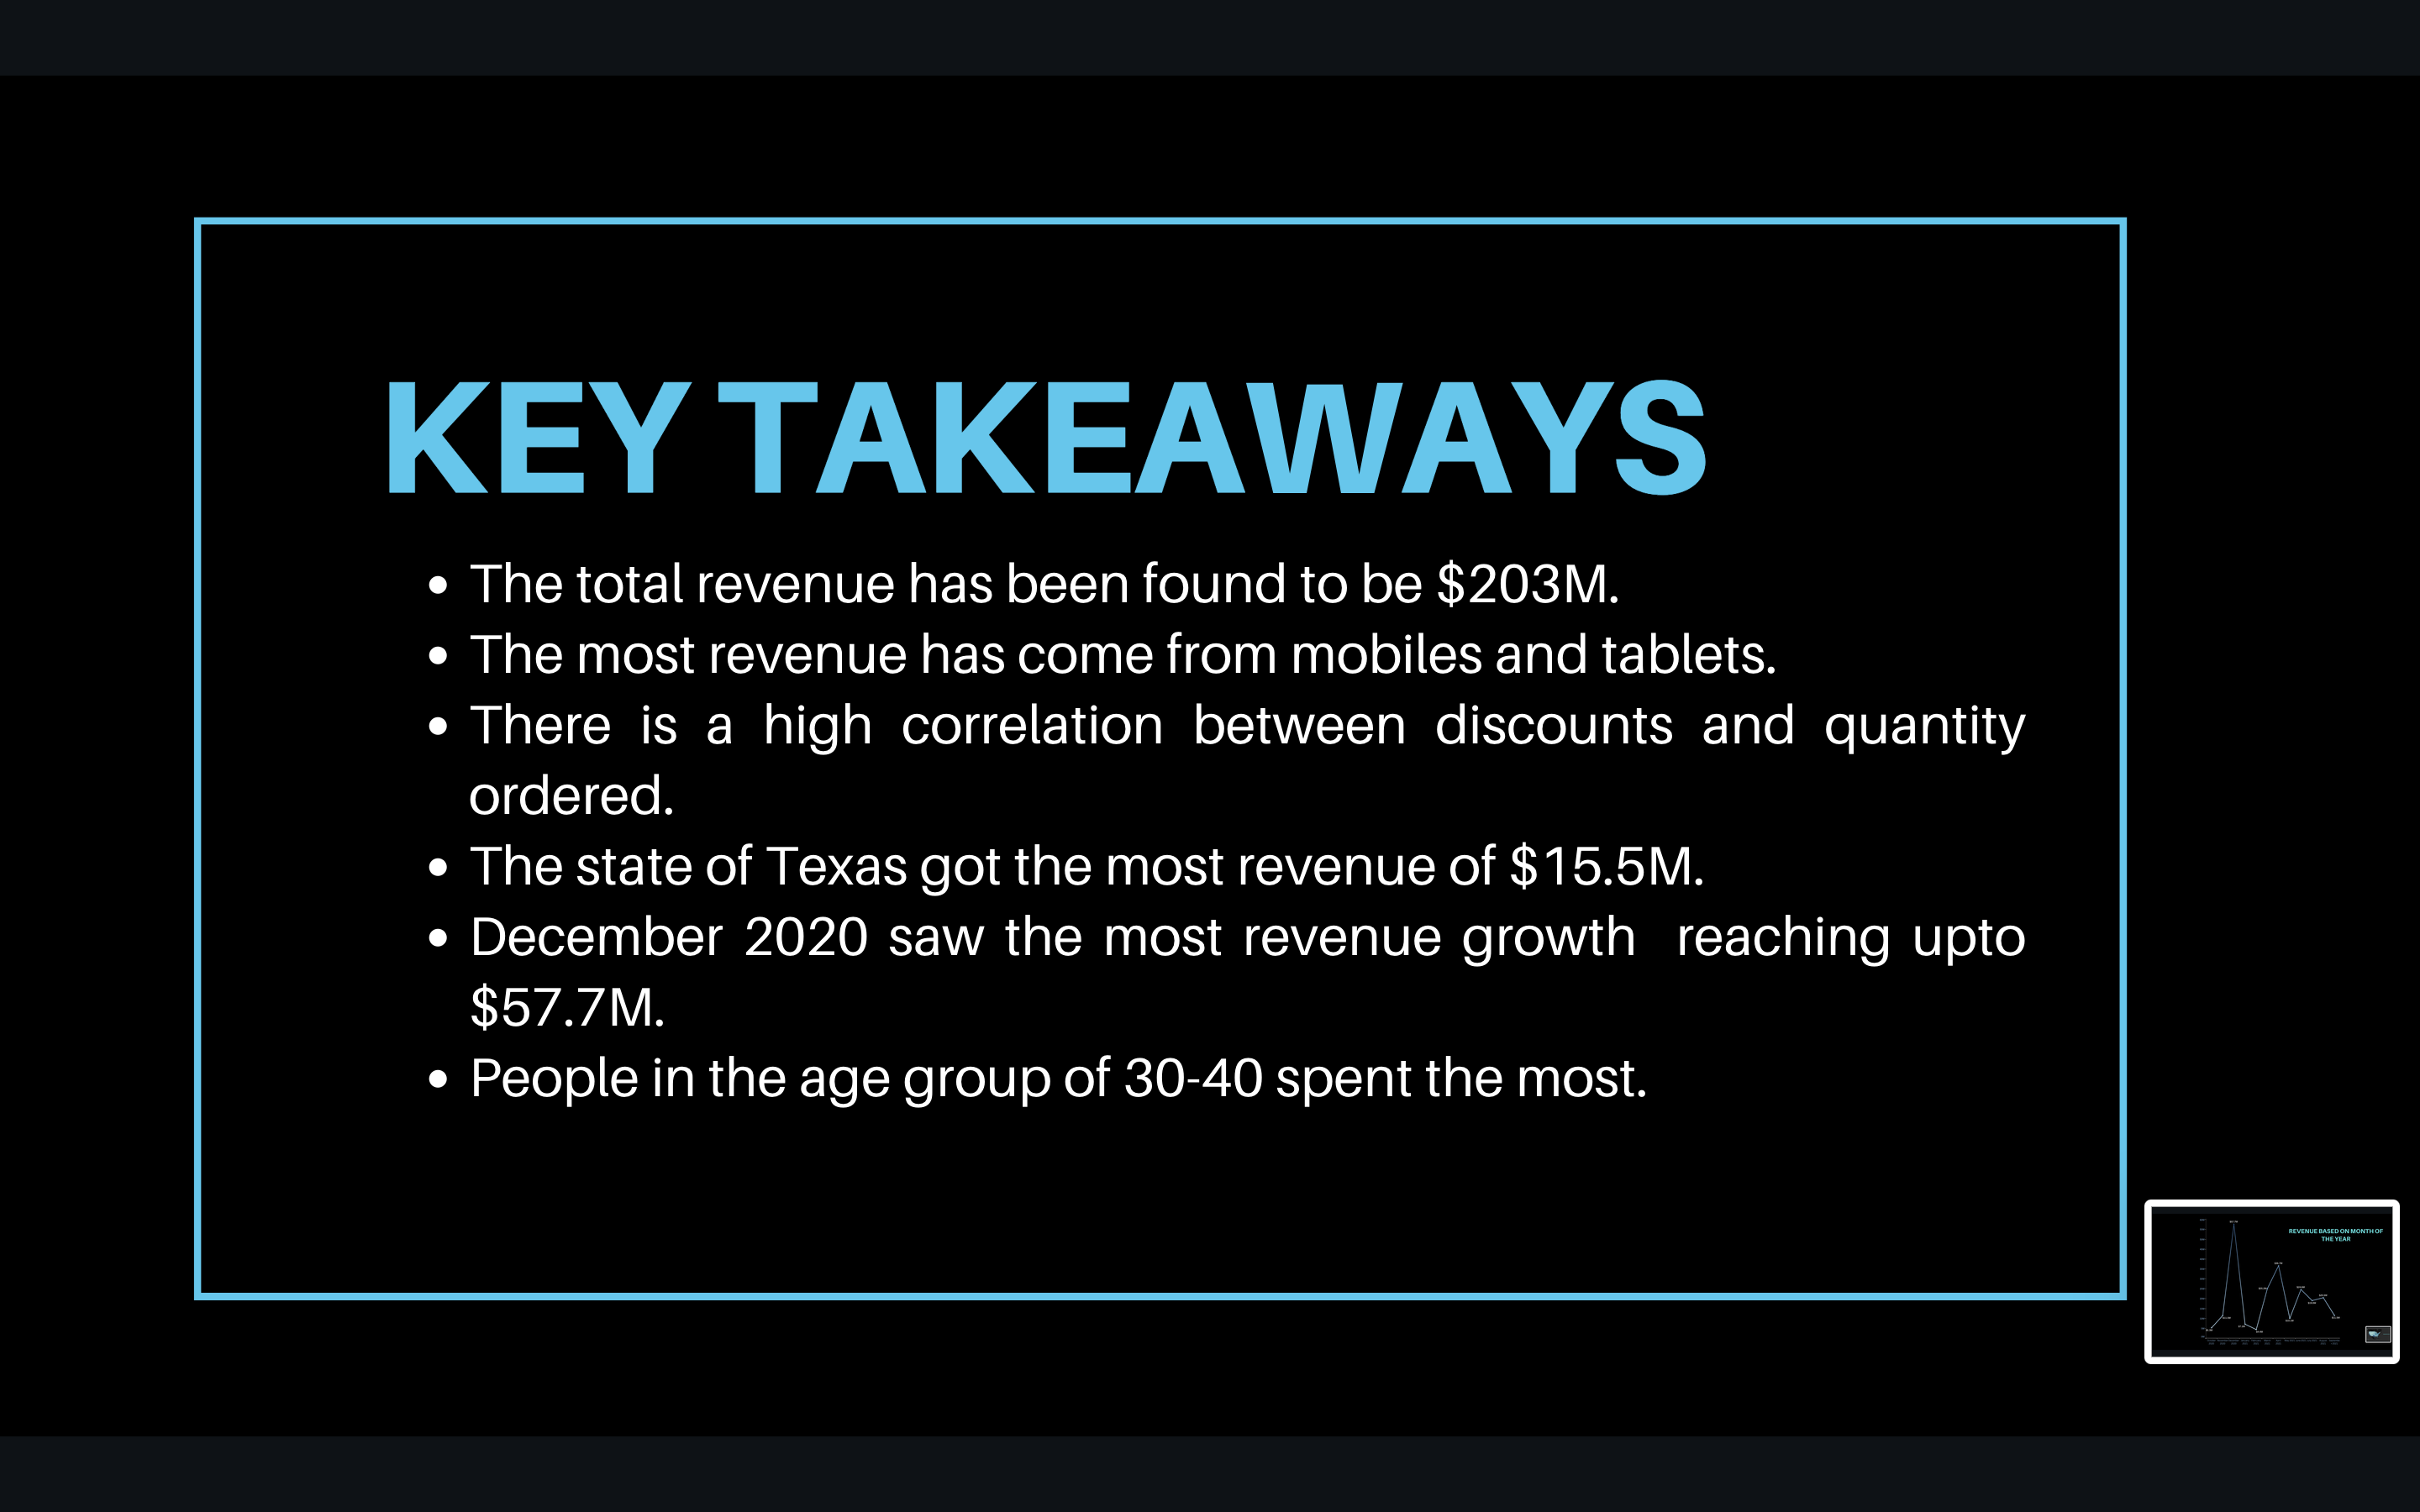 KEY TAKEAWAYS
• The total revenue has been found to be $203M.
• The most revenue has come from mobiles and tablets.
• There is a high correlation between discounts and quantity
ordered.
• The state of Texas got the most revenue of $15.5M.
• December 2020 saw the most revenue growth reaching upto
$57.7M.
• People in the age group of 30-40 spent the most.
REVENUE BASED ON MONTH OF
THE YEAR